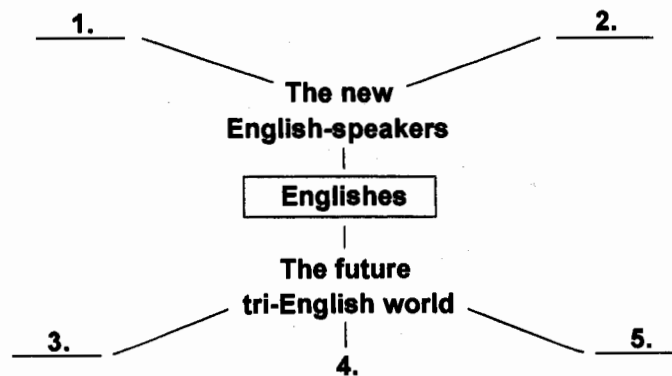 1.
2.
The new
English-speakers
Englishes
The future
tri-English world
3.
4.
5.